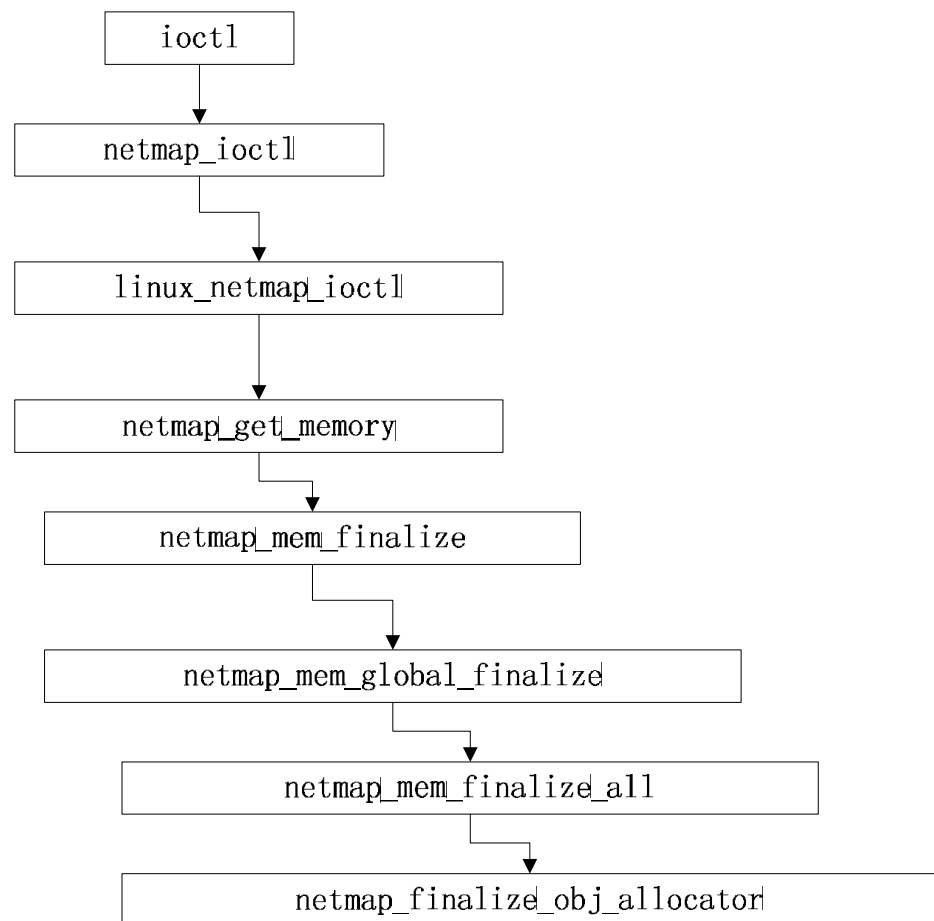 ioctl
netmap_ioctl
linux_netmap_ioctl
netmap_get_memory
netmap_mem_finalize
netmap_mem_global_finalize
netmap_mem_finalize_all
netmap_finalize_obj_allocator